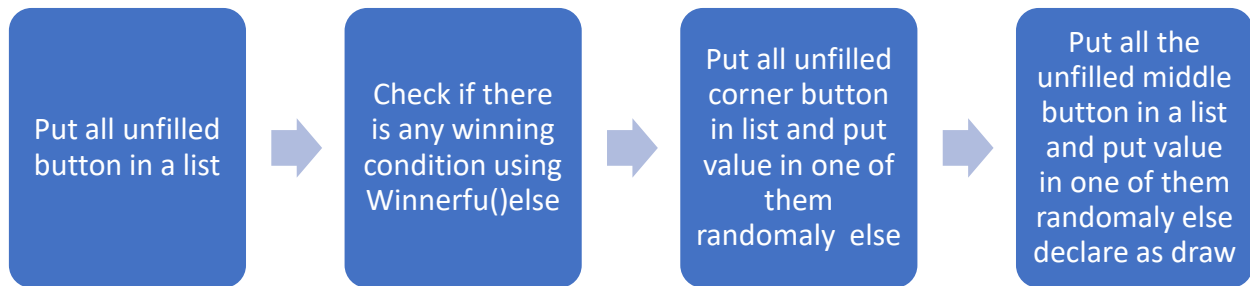 Put all unfilled
button in a list
Check if there
is any winning
condition using
Winnerfu()else
Put all unfilled
corner button
in list and put
value in one of
them
randomaly else
Put all the
unfilled middle
button in a list
and put value
in one of them
randomaly else
declare as draw